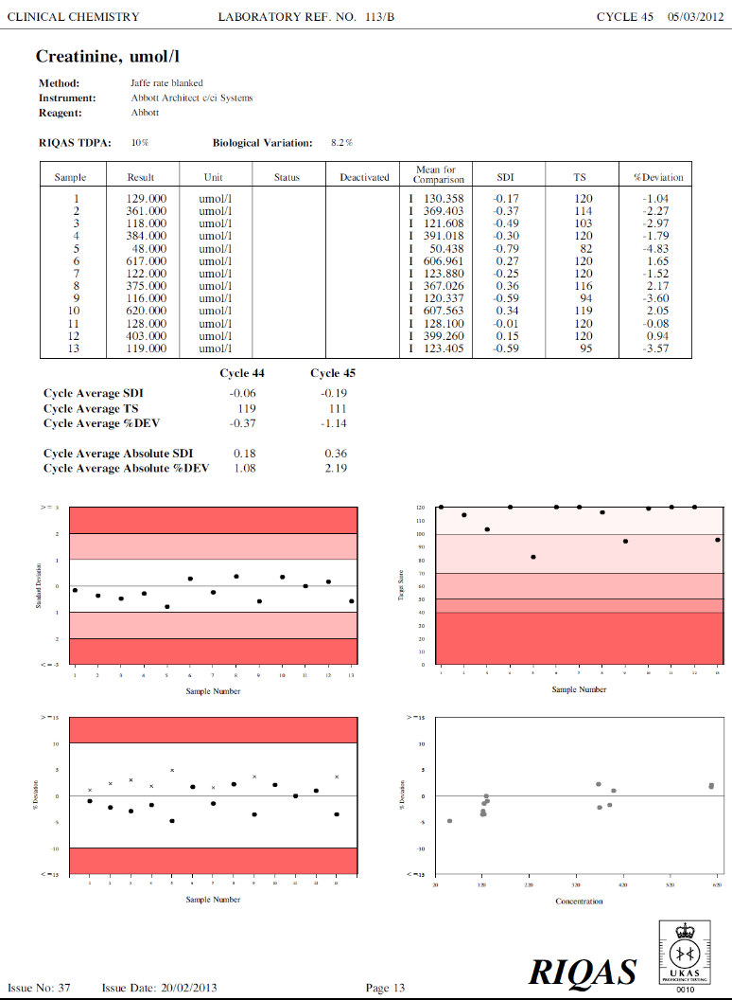 CLINICAL CHEMISTRY LABORATORY REF. NO. 113/B CYCLE 45 05/03/2012
Creatinine, umol/l
Method: Jaffe rate blanked
Instrument: Abbott Architect c/ci Systems
Reagent: Abbott
RIQAS TDPA: 10% Biological Variation: 8.2%
Sample Result Unit Status Deactivated Mean for Comparison SDI TS %Deviation
1 129.000 umol/l I 130.358 -0.17 120 -1.04
2 361.000 umol/l I 369.403 -0.37 114 -2.27
3 118.000 umol/l I 121.608 -0.49 103 -2.97
4 384.000 umol/l I 391.018 -0.30 120 -1.79
5 48.000 umol/l I 50.438 -0.79 82 -4.83
6 617.000 umol/l I 606.961 0.27 120 1.65
7 122.000 umol/l I 123.880 -0.25 120 -1.52
8 375.000 umol/l I 367.026 0.36 116 2.17
9 116.000 umol/l I 120.337 -0.59 94 -3.60
10 620.000 umol/l I 607.563 0.34 119 2.05
11 128.000 umol/l I 128.100 -0.01 120 -0.08
12 403.000 umol/l I 399.260 0.15 120 0.94
13 119.000 umol/l I 123.405 -0.59 95 -3.57
Cycle 44 Cycle 45
Cycle Average SDI -0.06 -0.19
Cycle Average TS 119 111
Cycle Average %DEV -0.37 -1.14
Cycle Average Absolute SDI 0.18 0.36
Cycle Average Absolute %DEV 1.08 2.19
>= 3
2
1
0
-1
-2
<= -3
Standard Deviation
1 2 3 4 5 6 7 8 9 10 11 12 13
Sample Number
120
110
100
90
80
70
60
50
40
30
20
10
0
Target Score
1 2 3 4 5 6 7 8 9 10 11 12 13
Sample Number
>=15
10
5
0
-5
-10
<=-15
% Deviation
1 2 3 4 5 6 7 8 9 10 11 12 13
Sample Number
>=15
10
5
0
-5
-10
<=-15
% Deviation
20 120 220 320 420 520 620
Concentration
RIQAS
UKAS
PROFICIENCY TESTING
0010
Issue No: 37 Issue Date: 20/02/2013 Page 13